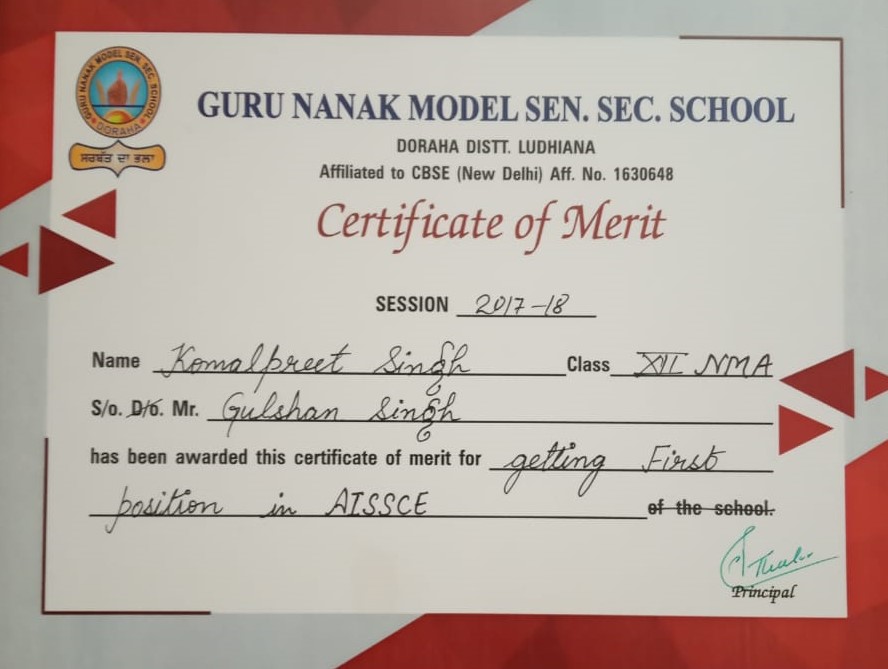 GURU NANAK MODEL SEN. SEC. SCHOOL
DORAHA
ਸਰਬੱਤ ਦਾ ਭਲਾ
GURU NANAK MODEL SEN. SEC. SCHOOL
DORAHA DISTT. LUDHIANA
Affiliated to CBSE (New Delhi) Aff. No. 1630648
Certificate of Merit
SESSION 2017-18
Name Komalpreet Singh Class XII NMA
S/o. D/o. Mr. Gulshan Singh
has been awarded this certificate of merit for getting First
position in AISSCE of the school.
Principal